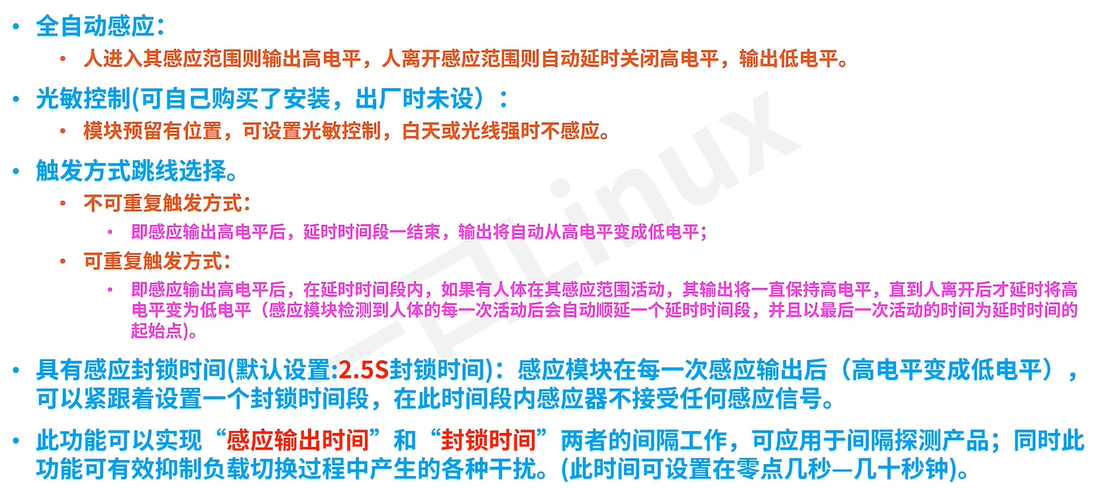 • 全自动感应：
• 人进入其感应范围则输出高电平，人离开感应范围则自动延时关闭高电平，输出低电平。
• 光敏控制(可自己购买了安装，出厂时未设）：
• 模块预留有位置，可设置光敏控制，白天或光线强时不感应。
• 触发方式跳线选择。
• 不可重复触发方式：
• 即感应输出高电平后，延时时间段一结束，输出将自动从高电平变成低电平；
• 可重复触发方式：
• 即感应输出高电平后，在延时时间段内，如果有人体在其感应范围活动，其输出将一直保持高电平，直到人离开后才延时将高
电平变为低电平（感应模块检测到人体的每一次活动后会自动顺延一个延时时间段，并且以最后一次活动的时间为延时时间的
起始点)。
• 具有感应封锁时间(默认设置:2.5S封锁时间)：感应模块在每一次感应输出后（高电平变成低电平），
可以紧跟着设置一个封锁时间段，在此时间段内感应器不接受任何感应信号。
• 此功能可以实现“感应输出时间”和“封锁时间”两者的间隔工作，可应用于间隔探测产品；同时此
功能可有效抑制负载切换过程中产生的各种干扰。(此时间可设置在零点几秒—几十秒钟)。
一口Linux